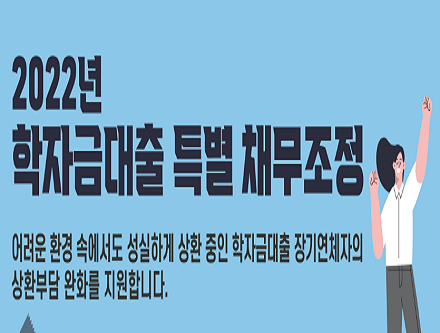 2022년
학자금대출 특별 채무조정
어려운 환경 속에서도 성실하게 상환 중인 학자금대출 장기연체자의
상환부담 완화를 지원합니다.